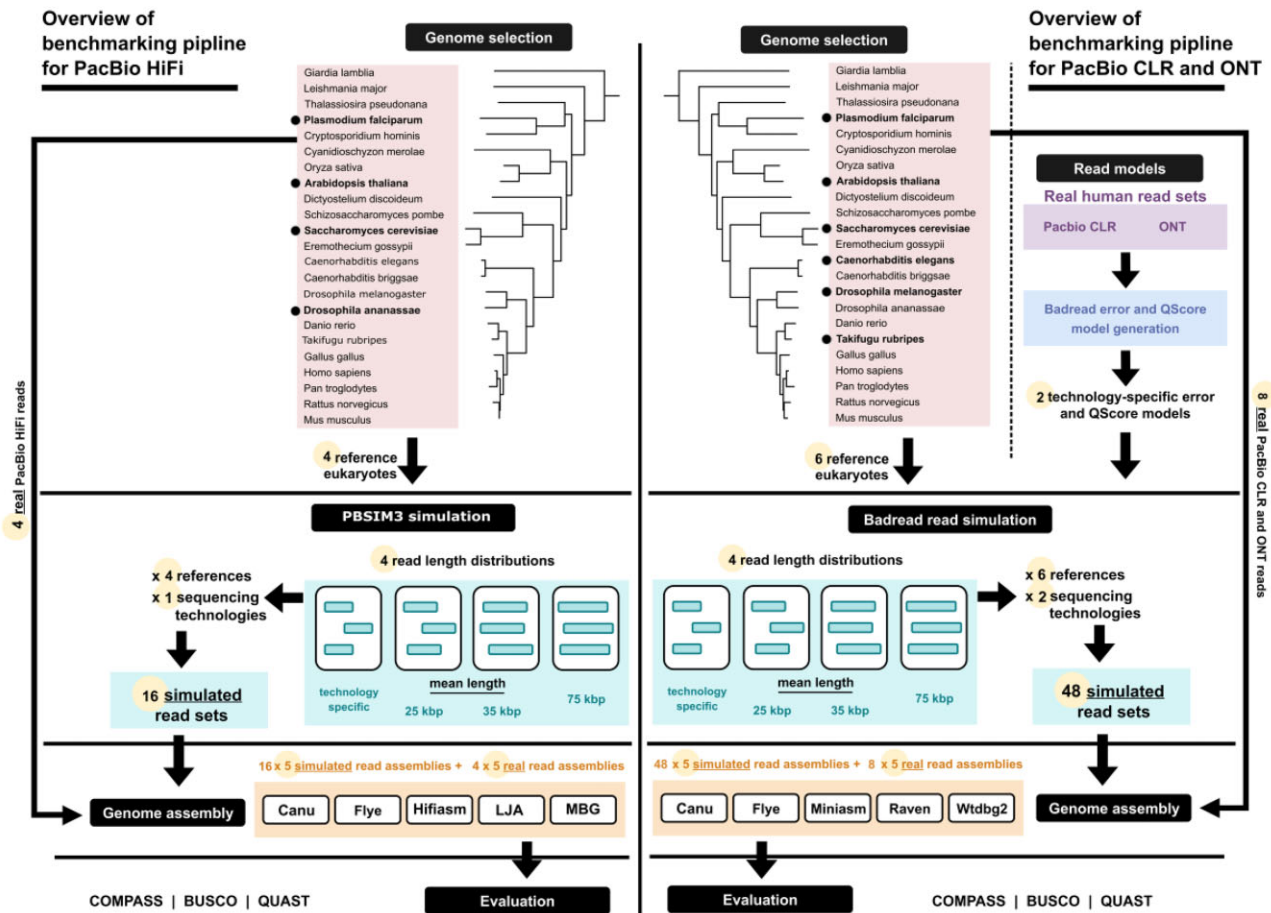 Overview of
benchmarking pipline
for PacBio HiFi
Genome selection
Giardia lamblia
Leishmania major
Thalassiosira pseudonana
Plasmodium falciparum
Cryptosporidium hominis
Cyanidioschyzon merolae
Oryza sativa
Arabidopsis thaliana
Dictyostelium discoideum
Schizosaccharomyces pombe
Saccharomyces cerevisiae
Eremothecium gossypii
Caenorhabditis elegans
Caenorhabditis briggsae
Drosophila melanogaster
Drosophila ananassae
Danio rerio
Takifugu rubripes
Gallus gallus
Homo sapiens
Pan troglodytes
Rattus norvegicus
Mus musculus
4 reference
eukaryotes
4 real PacBio HiFi reads
PBSIM3 simulation
4 read length distributions
x 4 references
x 1 sequencing
technologies
technology
specific
mean length
25 kbp
35 kbp
75 kbp
16 simulated
read sets
16 x 5 simulated read assemblies + 4 x 5 real read assemblies
Genome assembly
Canu
Flye
Hifiasm
LJA
MBG
COMPASS | BUSCO | QUAST
Evaluation
Overview of
benchmarking pipline
for PacBio CLR and ONT
Genome selection
Giardia lamblia
Leishmania major
Thalassiosira pseudonana
Plasmodium falciparum
Cryptosporidium hominis
Cyanidioschyzon merolae
Oryza sativa
Arabidopsis thaliana
Dictyostelium discoideum
Schizosaccharomyces pombe
Saccharomyces cerevisiae
Eremothecium gossypii
Caenorhabditis elegans
Caenorhabditis briggsae
Drosophila melanogaster
Drosophila ananassae
Danio rerio
Takifugu rubripes
Gallus gallus
Homo sapiens
Pan troglodytes
Rattus norvegicus
Mus musculus
6 reference
eukaryotes
Read models
Real human read sets
Pacbio CLR
ONT
Badread error and QScore
model generation
2 technology-specific error
and QScore models
8 real PacBio CLR and ONT reads
Badread read simulation
4 read length distributions
technology
specific
mean length
25 kbp
35 kbp
75 kbp
x 6 references
x 2 sequencing
technologies
48 simulated
read sets
48 x 5 simulated read assemblies + 8 x 5 real read assemblies
Canu
Flye
Miniasm
Raven
Wtdbg2
Genome assembly
Evaluation
COMPASS | BUSCO | QUAST